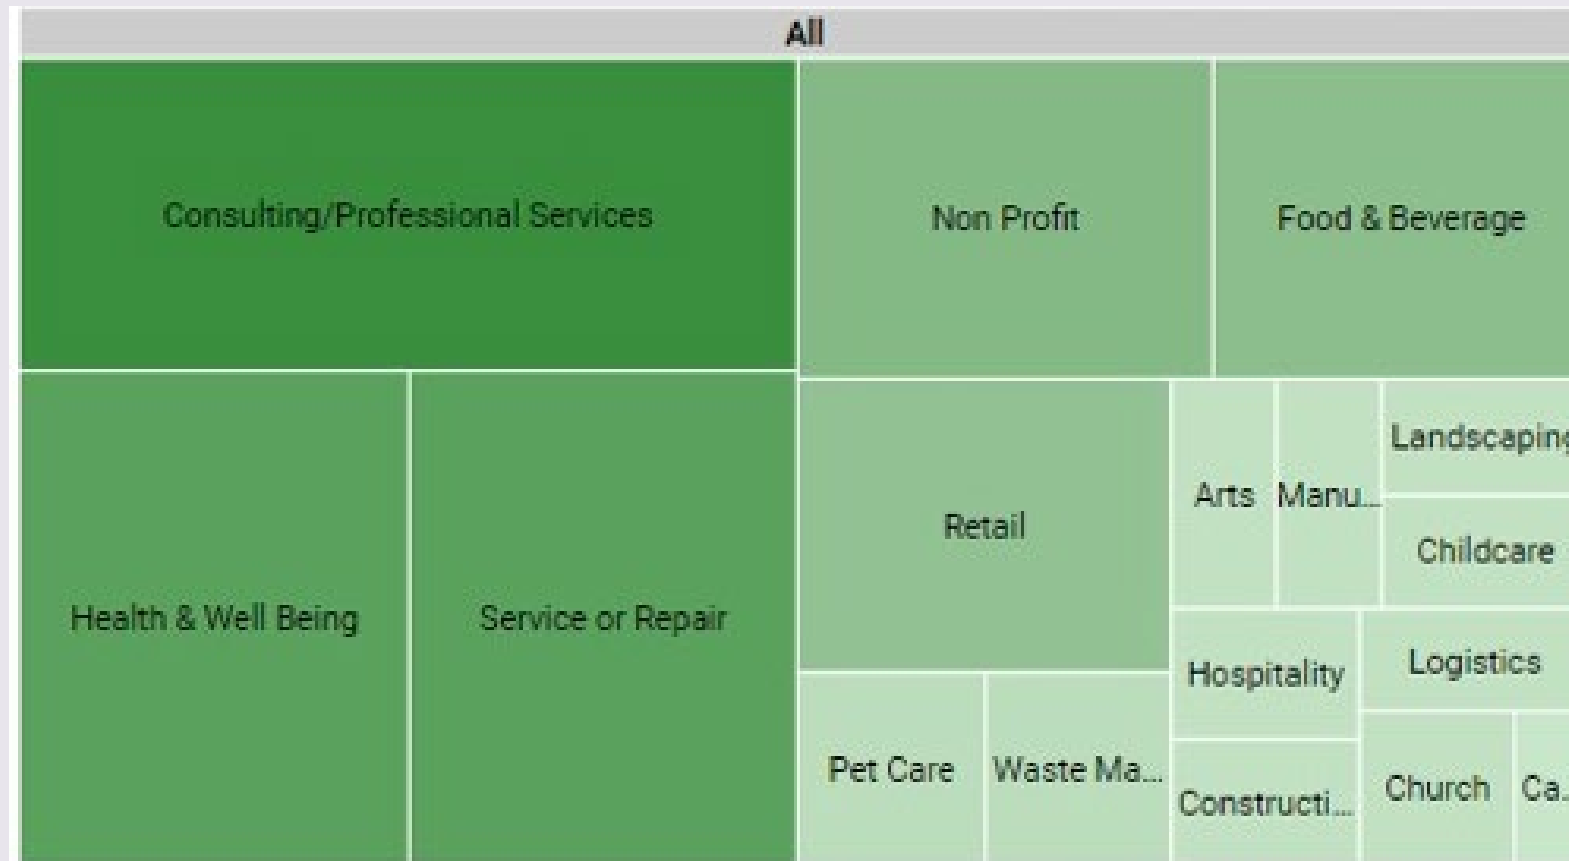 All
Consulting/Professional Services
Non Profit
Food & Beverage
Health & Well Being
Service or Repair
Retail
Arts
Manu...
Landscaping
Childcare
Hospitality
Logistics
Pet Care
Waste Ma...
Constructi...
Church
Ca..